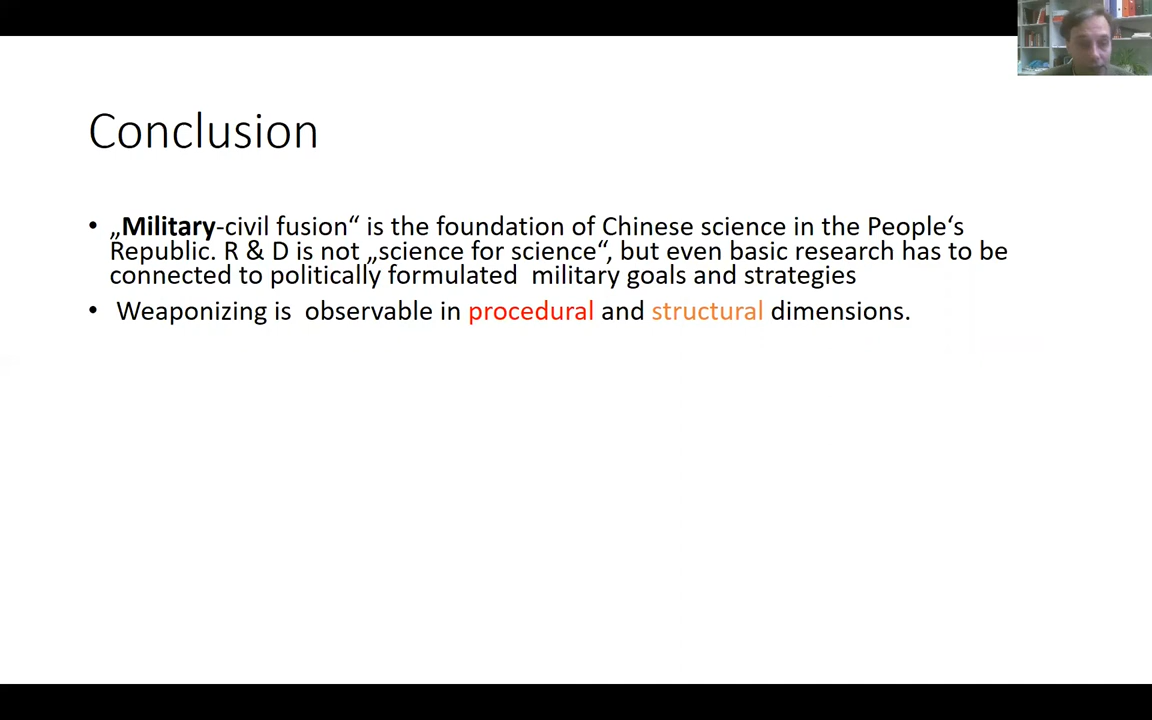 Conclusion
• „Military-civil fusion“ is the foundation of Chinese science in the People‘s
Republic. R & D is not „science for science“, but even basic research has to be
connected to politically formulated  military goals and strategies
• Weaponizing is  observable in procedural and structural dimensions.